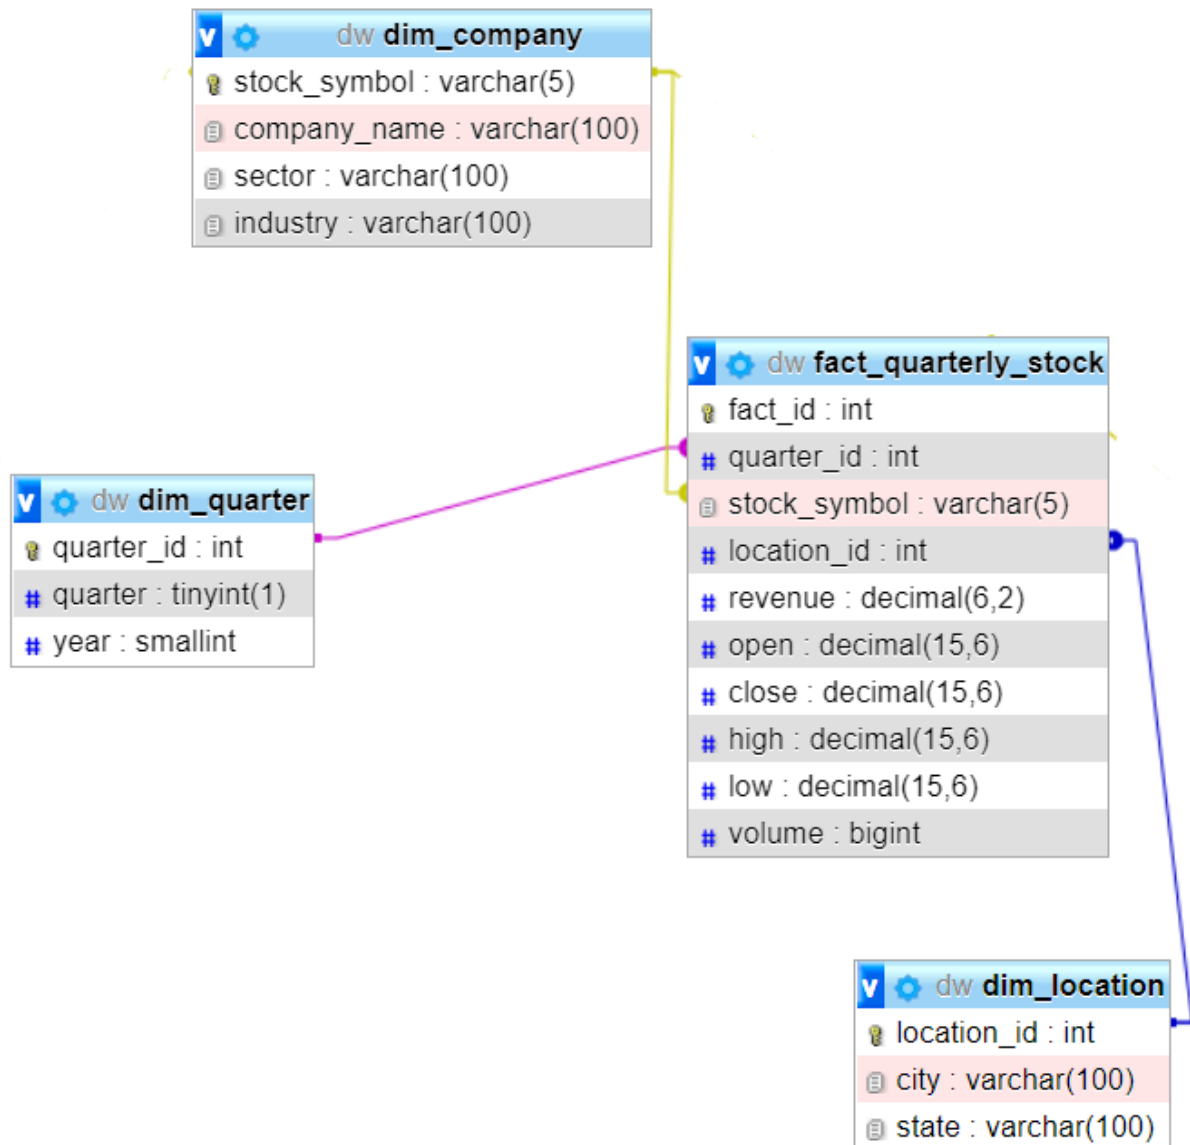 v dw dim_company
stock_symbol : varchar(5)
company_name : varchar(100)
sector : varchar(100)
industry : varchar(100)
v dw fact_quarterly_stock
fact_id : int
# quarter_id : int
stock_symbol : varchar(5)
# location_id : int
# revenue : decimal(6,2)
# open : decimal(15,6)
# close : decimal(15,6)
# high : decimal(15,6)
# low : decimal(15,6)
# volume : bigint
v dw dim_quarter
quarter_id : int
# quarter : tinyint(1)
# year : smallint
v dw dim_location
location_id : int
city : varchar(100)
state : varchar(100)